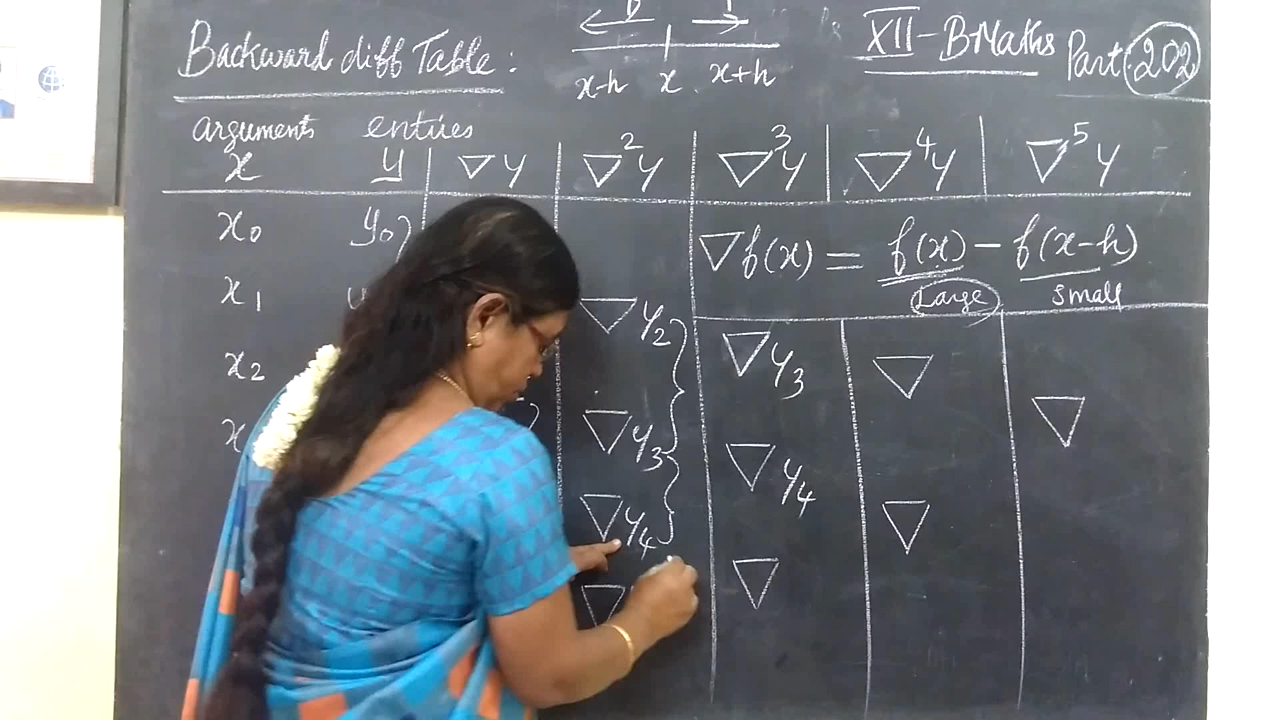 Backward diff Table :
x-h x x+h
XII - B Maths Part 202
arguments entries
x y ▽y ▽²y ▽³y ▽⁴y ▽⁵y
x₀ y₀
▽f(x) = f(x) - f(x-h)
Large Small
x₁ ▽y₂
x₂ ▽y₃ ▽
x ▽y₃ ▽
▽y₄
▽y₄ ▽
▽ ▽